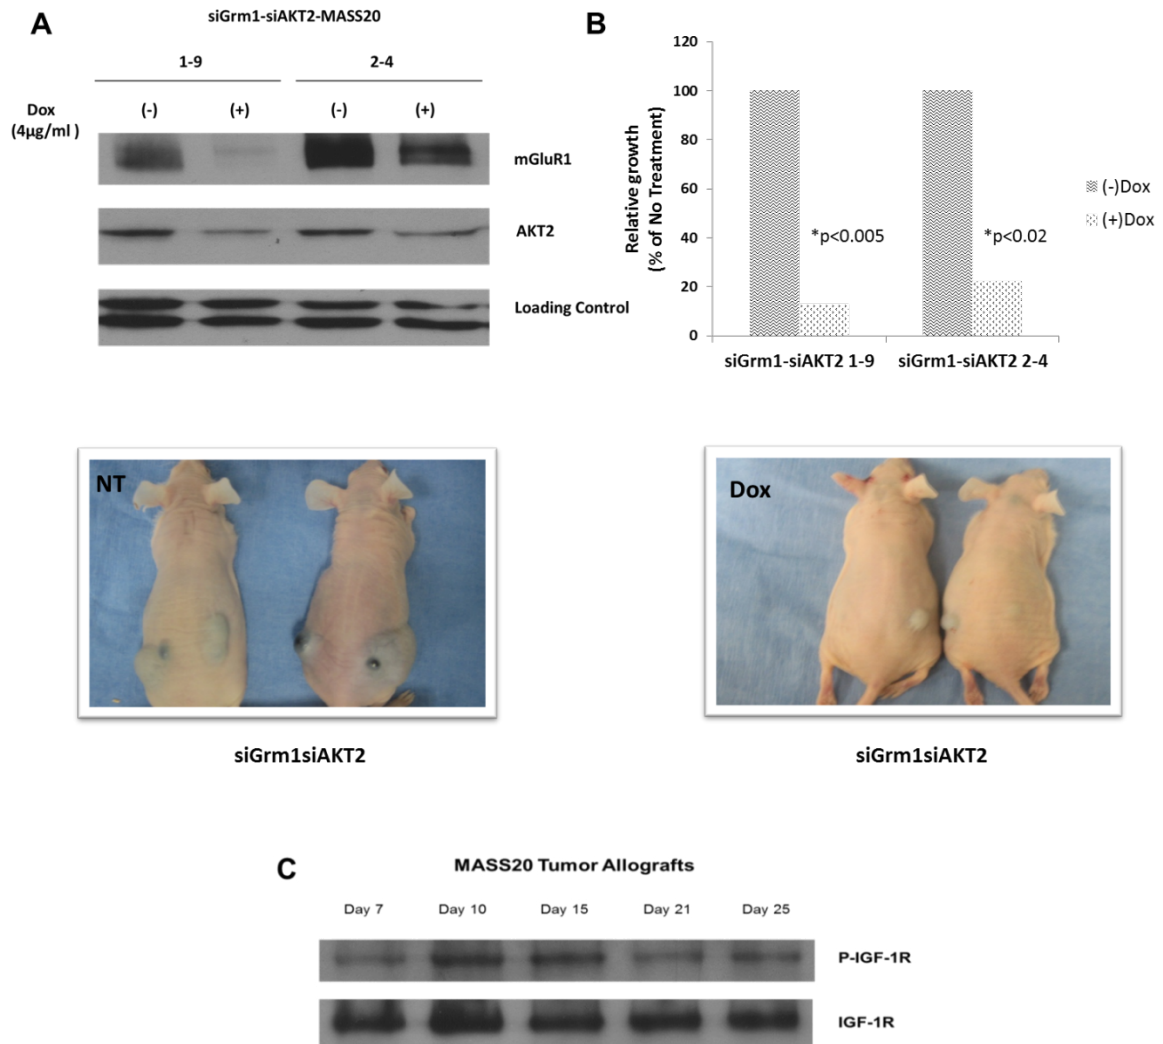 A
siGrm1-siAKT2-MASS20
1-9 2-4
Dox (-) (+) (-) (+)
(4µg/ml )
mGluR1
AKT2
Loading Control
B
120
100
80
60
40
20
0
Relative growth
(% of No Treatment)
*p<0.005
*p<0.02
(-)Dox
(+)Dox
siGrm1-siAKT2 1-9 siGrm1-siAKT2 2-4
NT
siGrm1siAKT2
Dox
siGrm1siAKT2
C
MASS20 Tumor Allografts
Day 7 Day 10 Day 15 Day 21 Day 25
P-IGF-1R
IGF-1R